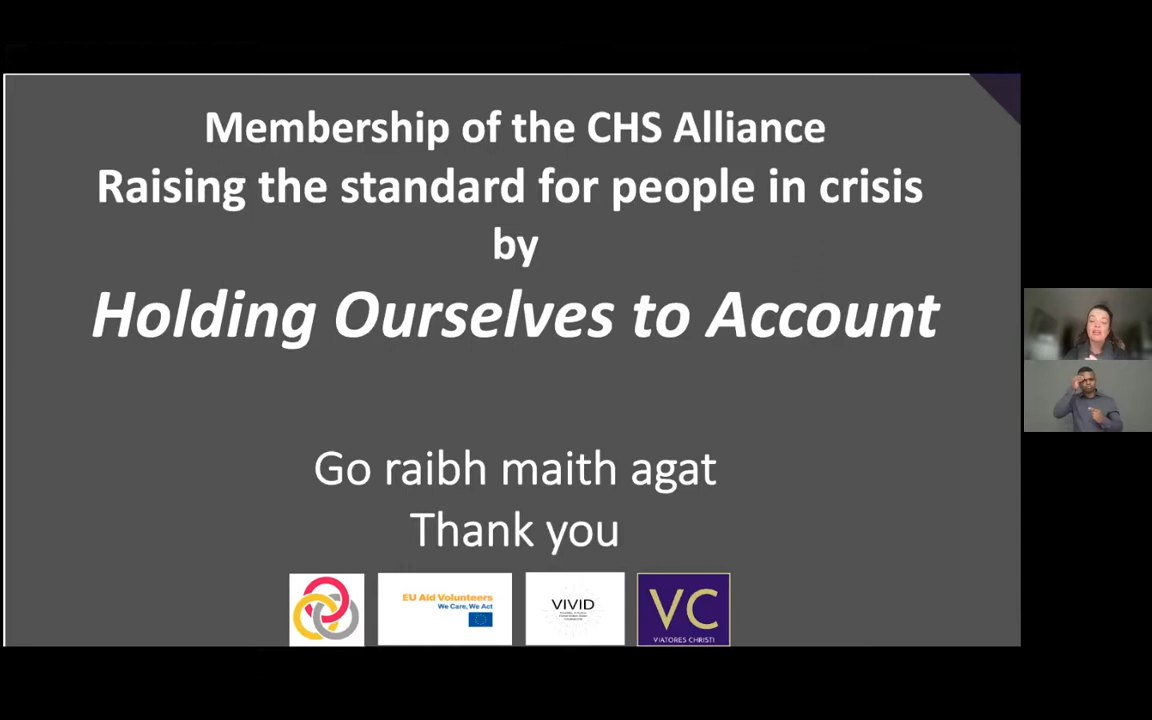 Membership of the CHS Alliance
Raising the standard for people in crisis
by
Holding Ourselves to Account
Go raibh maith agat
Thank you
EU Aid Volunteers
We Care, We Act
VIVID
VC
VIATORES CHRISTI